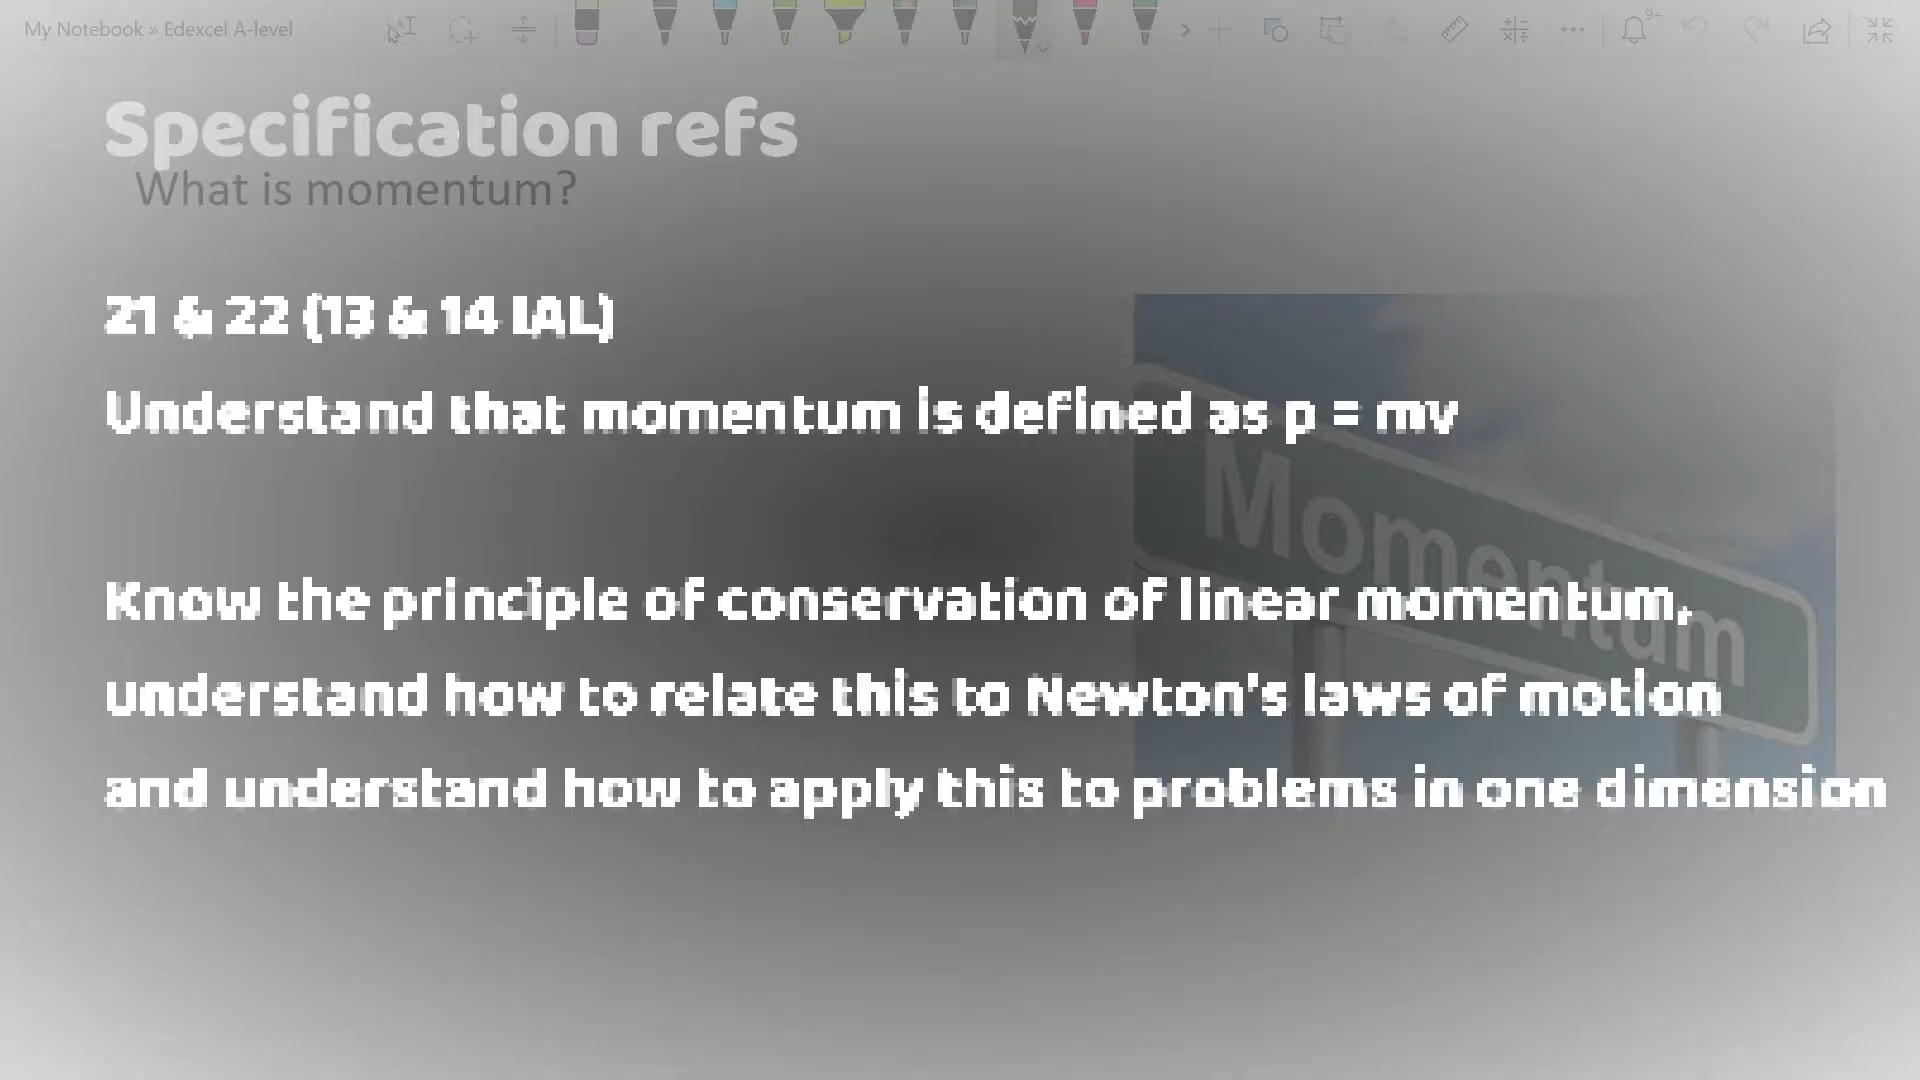 My Notebook » Edexcel A-level
9+
Specification refs
What is momentum?
21 & 22 (13 & 14 IAL)
Understand that momentum is defined as p = mv
Momentum
Know the principle of conservation of linear momentum,
understand how to relate this to Newton's laws of motion
and understand how to apply this to problems in one dimension